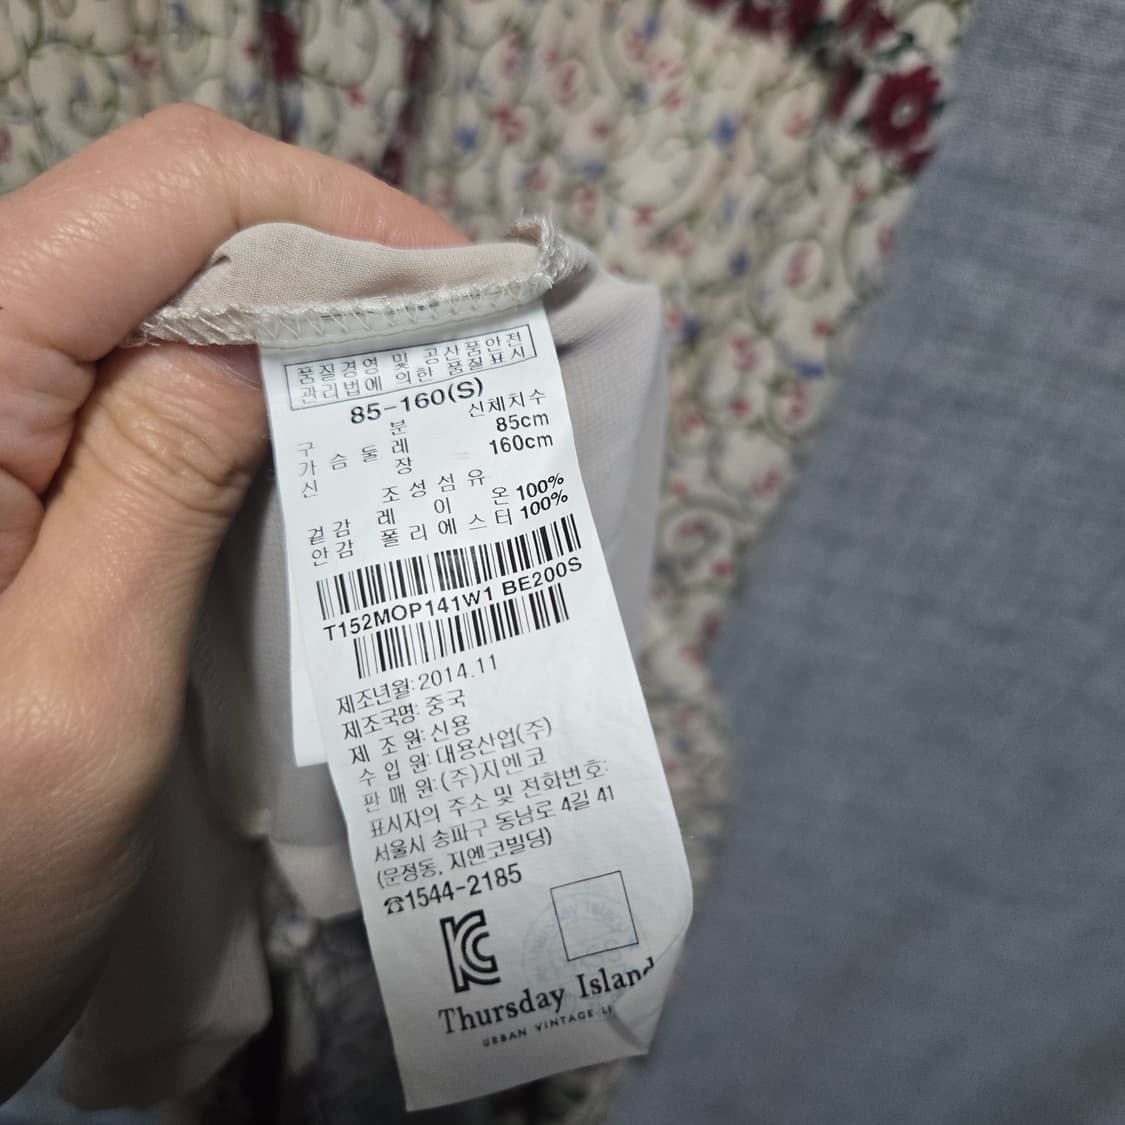 품질경영 및 공산품안전
관리법에 의한 품질표시
85-160(S)
구 분 신체치수
가 슴 둘 레 85cm
신 장 160cm
조 성 섬 유
겉감 레 이 온 100%
안감 폴 리 에 스 터 100%
T152MOP141W1 BE200S
제조년월: 2014.11
제조국명: 중국
제 조 원: 신용
수 입 원: 대용산업(주)
판 매 원: (주)지엔코
표시자의 주소 및 전화번호:
서울시 송파구 동남로 4길 41
(문정동, 지엔코빌딩)
☎1544-2185
KC
Thursday Island
URBAN VINTAGE